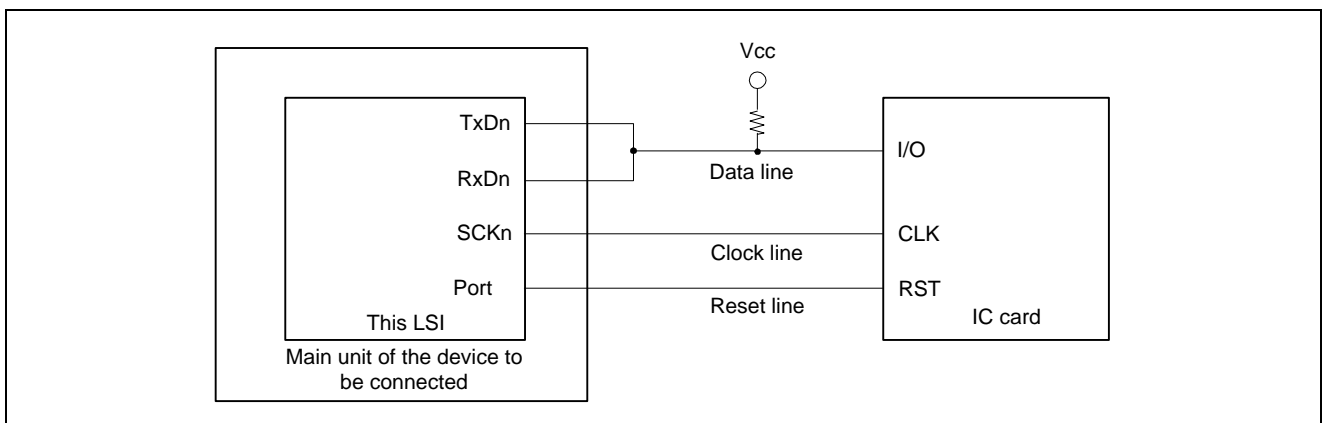 Vcc
TxDn
I/O
Data line
RxDn
SCKn
CLK
Clock line
Port
RST
Reset line
This LSI
IC card
Main unit of the device to
be connected